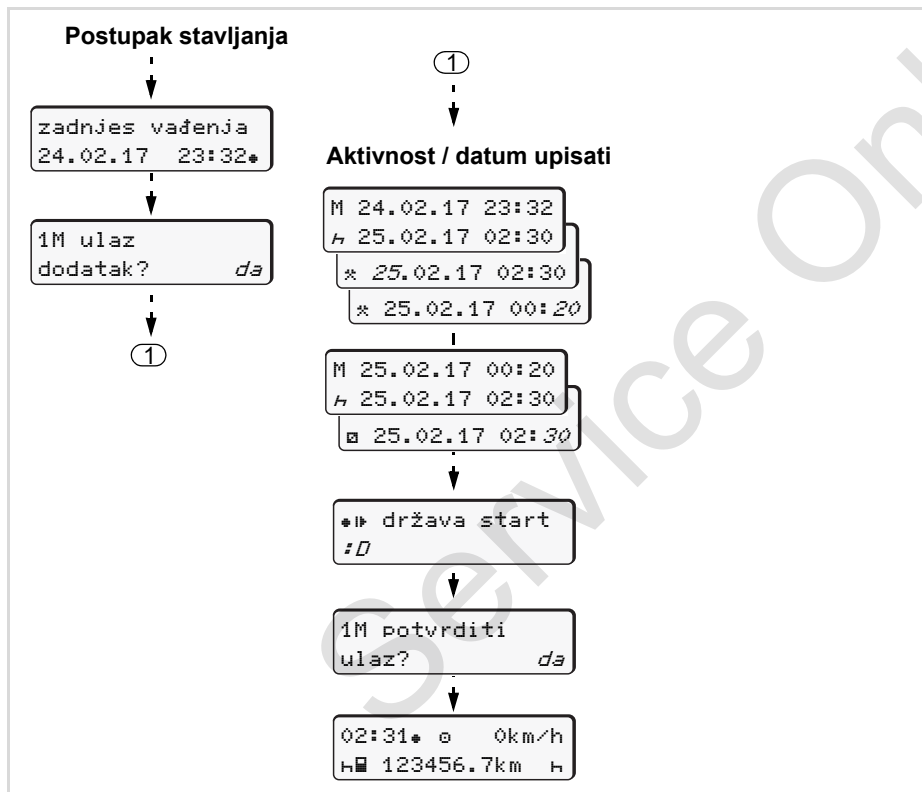 Postupak stavljanja
zadnjes vađenja
24.02.17 23:32
1M ulaz
dodatak? da
1
1
Aktivnost / datum upisati
M 24.02.17 23:32
25.02.17 02:30
25.02.17 02:30
25.02.17 00:20
M 25.02.17 00:20
25.02.17 02:30
25.02.17 02:30
država start
:D
1M potvrditi
ulaz? da
02:31 0km/h
123456.7km
Service On